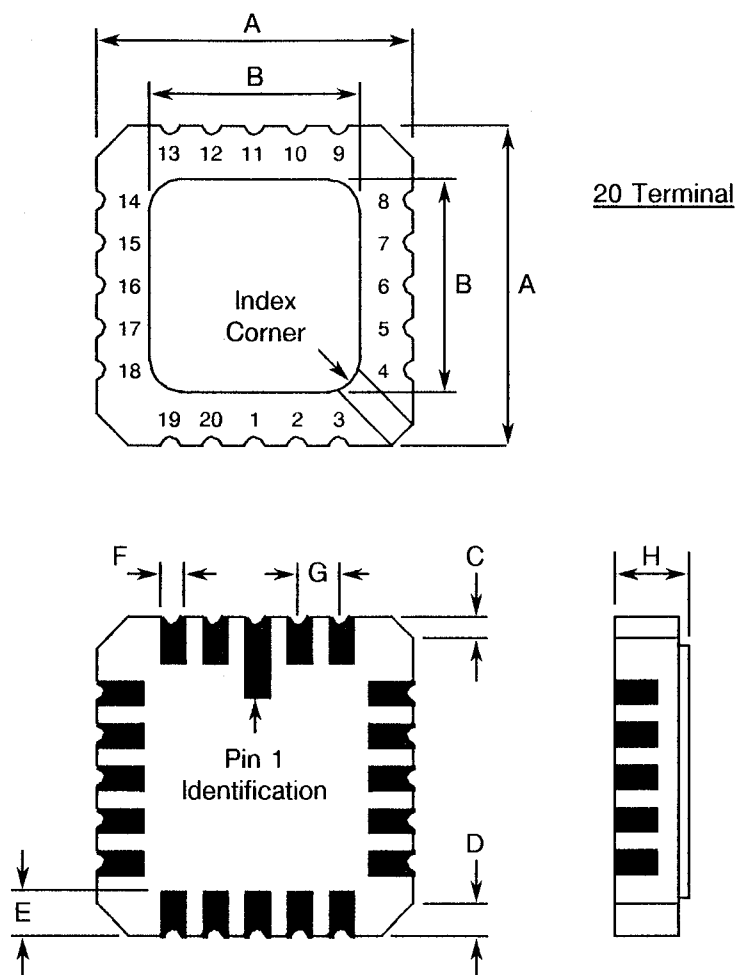 A
B
13 12 11 10 9
20 Terminal
14 8
15 7
16 6
B A
Index
Corner
17 5
18 4
19 20 1 2 3
F G C H
Pin 1
Identification
D
E